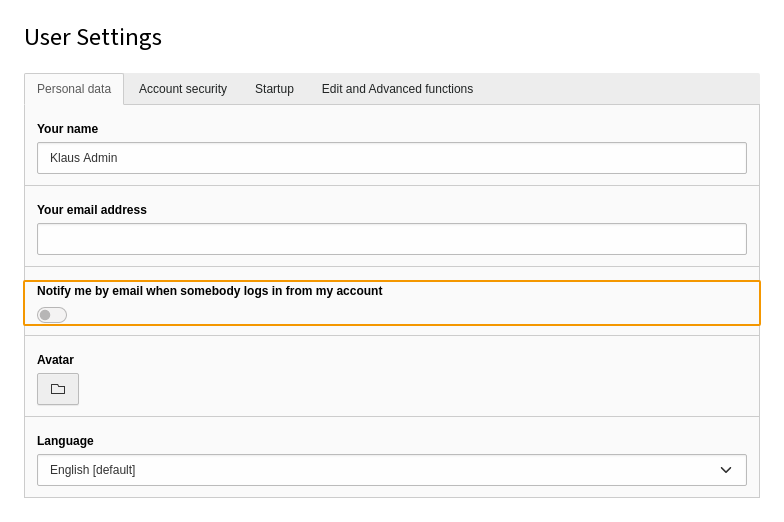 User Settings
Personal data Account security Startup Edit and Advanced functions
Your name
Klaus Admin
Your email address
Notify me by email when somebody logs in from my account
Avatar
Language
English [default]